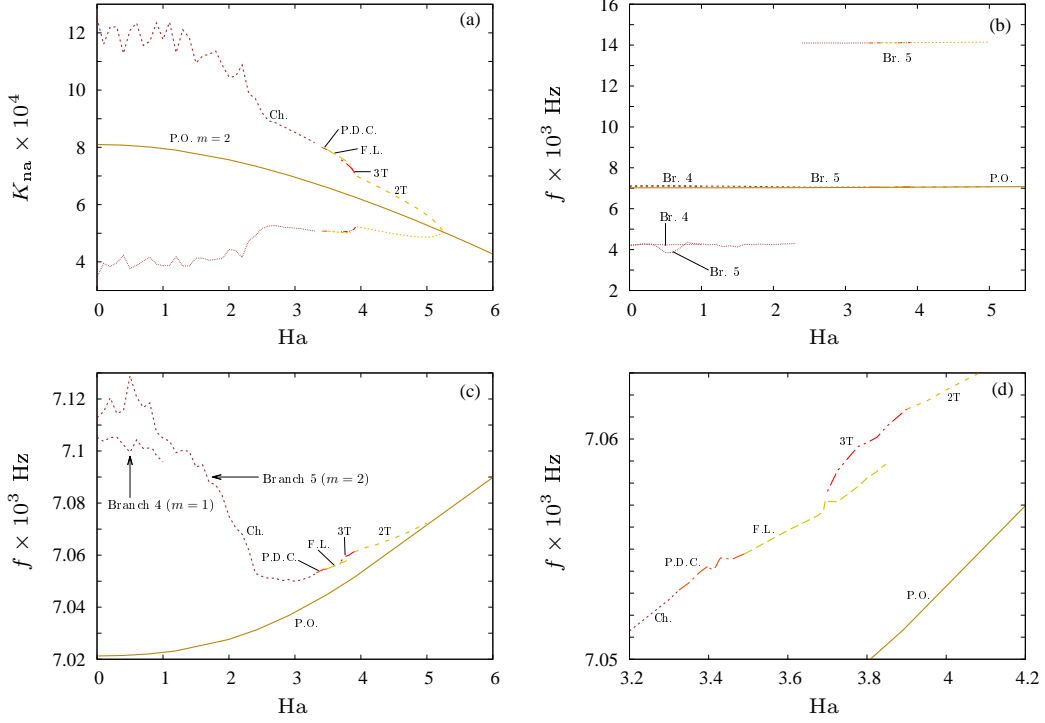 (a)
12
10
8
6
4
K_na × 10^4
Ch.
P.D.C.
F.L.
3T
2T
P.O. m = 2
0 1 2 3 4 5 6
Ha
(b)
16
14
12
10
8
6
4
2
f × 10^3 Hz
Br. 5
Br. 4
Br. 5
P.O.
Br. 4
Br. 5
0 1 2 3 4 5
Ha
(c)
7.12
7.1
7.08
7.06
7.04
7.02
f × 10^3 Hz
Branch 5 (m = 2)
Branch 4 (m = 1)
Ch.
3T
2T
F.L.
P.D.C.
P.O.
0 1 2 3 4 5 6
Ha
(d)
7.06
7.05
f × 10^3 Hz
2T
3T
F.L.
P.D.C.
P.O.
Ch.
3.2 3.4 3.6 3.8 4 4.2
Ha